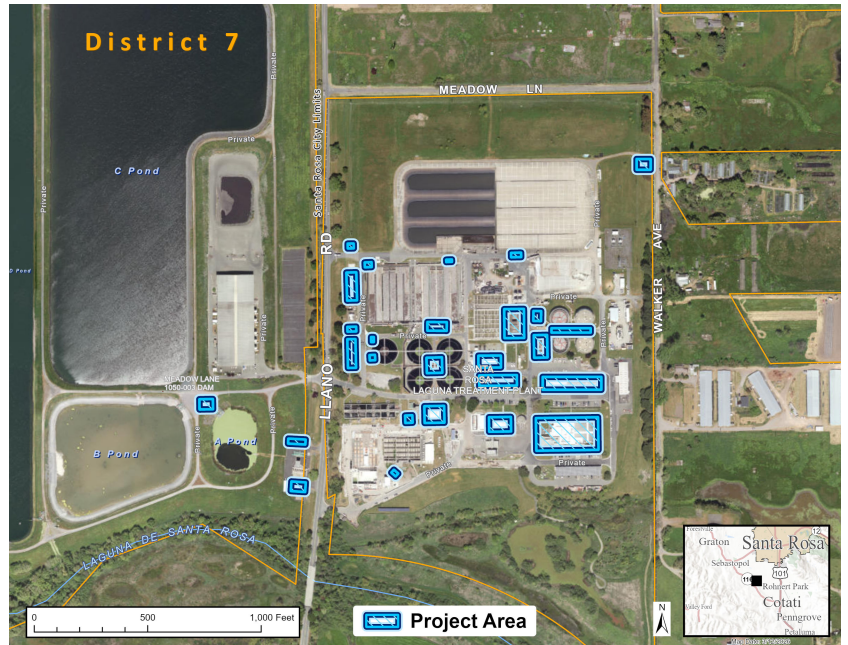 District 7
MEADOW LN
Santa Rosa City Limits
Private
Private
C Pond
Private
D Pond
Private
Private
RD
WALKER AVE
Private
Private
Private
Private
MEADOW LANE
1050-003 DAM
LLANO
SANTA
ROSA
LAGUNA TREATMENT PLANT
Private
Private
A Pond
B Pond
Private
Private
LAGUNA DE SANTA ROSA
0 500 1,000 Feet
Project Area
N
Forestville
Graton
Santa Rosa
12
Sebastopol
116
101
Rohnert Park
Cotati
Valley Ford
Penngrove
Petaluma